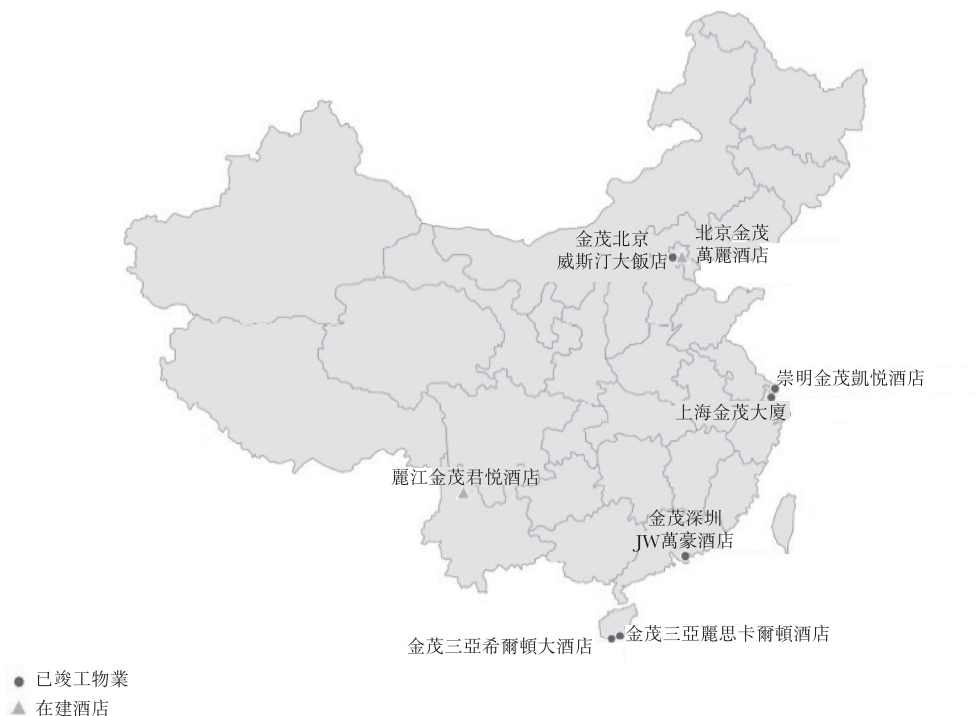 金茂北京
威斯汀大飯店
北京金茂
萬麗酒店
崇明金茂凱悅酒店
上海金茂大廈
麗江金茂君悅酒店
金茂深圳
JW萬豪酒店
金茂三亞麗思卡爾頓酒店
金茂三亞希爾頓大酒店
已竣工物業
在建酒店